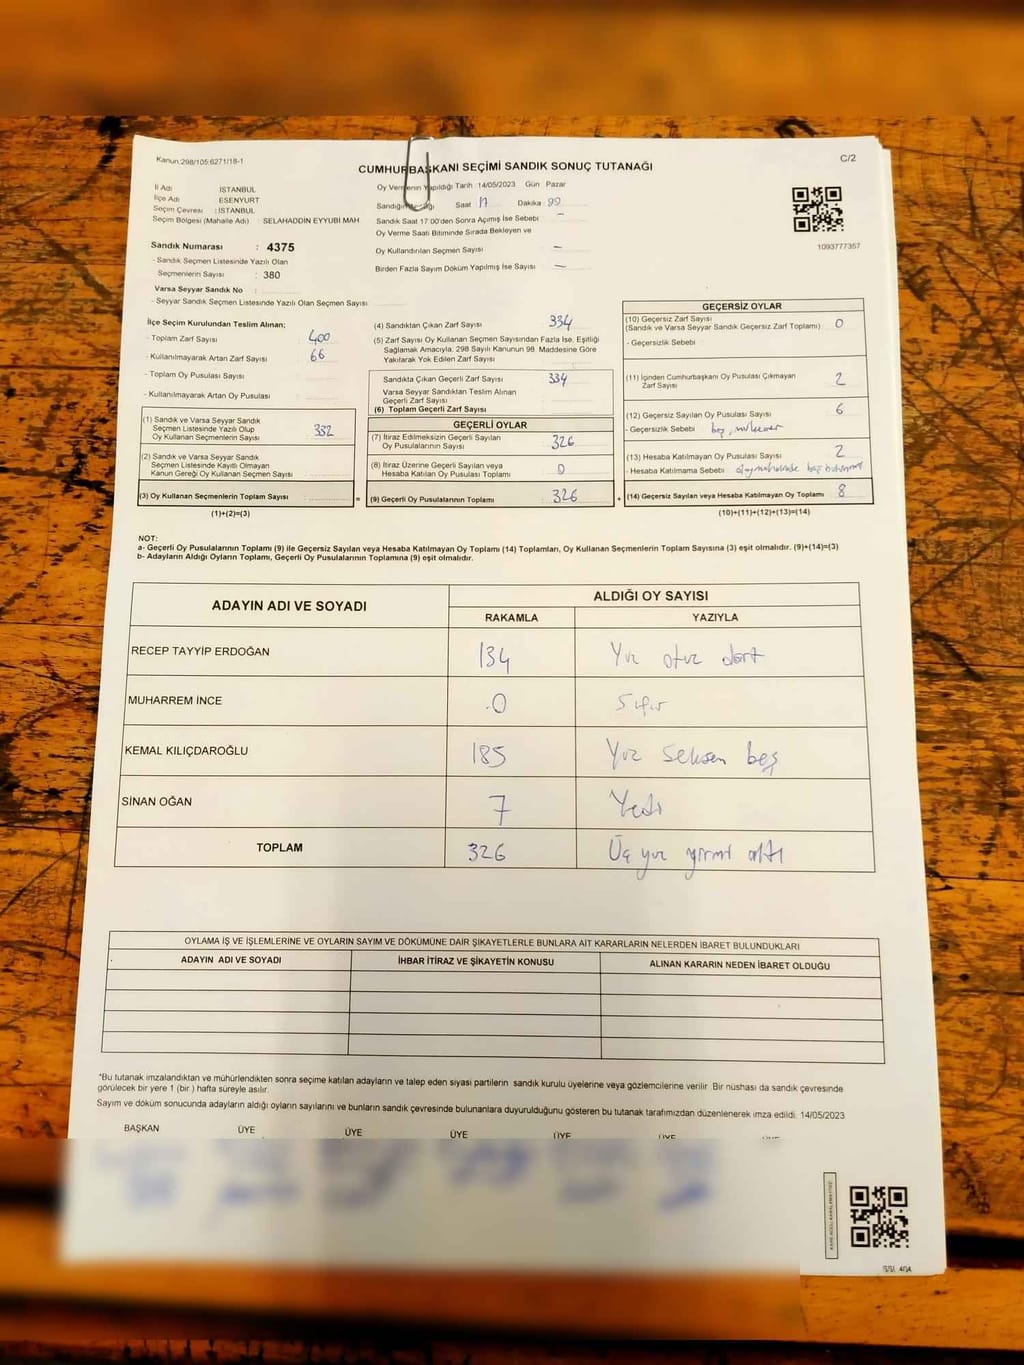 Kanun:298/105;6271/18-1
CUMHURBAŞKANI SEÇİMİ SANDIK SONUÇ TUTANAĞI
C/2
İl Adı İSTANBUL
İlçe Adı ESENYURT
Seçim Çevresi : İSTANBUL
Seçim Bölgesi (Mahalle Adı) : SELAHADDİN EYYUBİ MAH
Oy Vermenin Yapıldığı Tarih :14/05/2023 Gün Pazar
Saat 17 Dakika
Sandık Saat 17:00'den Sonra Açımış İse Sebebi –
Oy Verme Saati Bitiminde Sırada Bekleyen ve
Oy Kullandırılan Seçmen Sayısı –
Birden Fazla Sayım Döküm Yapılmış İse Sayısı –
1093777357
Sandık Numarası : 4375
- Sandık Seçmen Listesinde Yazılı Olan
Seçmenlerin Sayısı : 380
Varsa Seyyar Sandık No :
- Seyyar Sandık Seçmen Listesinde Yazılı Olan Seçmen Sayısı
İlçe Seçim Kurulundan Teslim Alınan;
- Toplam Zarf Sayısı 400
- Kullanılmayarak Artan Zarf Sayısı 66
- Toplam Oy Pusulası Sayısı
- Kullanılmayarak Artan Oy Pusulası
(1) Sandık ve Varsa Seyyar Sandık
Seçmen Listesinde Yazılı Olup
Oy Kullanan Seçmenlerin Sayısı 332
(2) Sandık ve Varsa Seyyar Sandık
Seçmen Listesinde Kayıtlı Olmayan
Kanun Gereği Oy Kullanan Seçmen Sayısı
(3) Oy Kullanan Seçmenlerin Toplam Sayısı =
(1)+(2)=(3)
(4) Sandıktan Çıkan Zarf Sayısı 334
(5) Zarf Sayısı Oy Kullanan Seçmen Sayısından Fazla İse, Eşitliği
Sağlamak Amacıyla, 298 Sayılı Kanunun 98. Maddesine Göre
Yakılarak Yok Edilen Zarf Sayısı
Sandıkta Çıkan Geçerli Zarf Sayısı 334
Varsa Seyyar Sandıktan Teslim Alınan
Geçerli Zarf Sayısı
(6) Toplam Geçerli Zarf Sayısı
GEÇERLİ OYLAR
(7) İtiraz Edilmeksizin Geçerli Sayılan
Oy Pusulasının Sayısı 326
(8) İtiraz Üzerine Geçerli Sayılan veya
Hesaba Katılan Oy Pusulası Toplamı 0
(9) Geçerli Oy Pusulalarının Toplamı 326 +
GEÇERSİZ OYLAR
(10) Geçersiz Zarf Sayısı
(Sandık ve Varsa Seyyar Sandık Geçersiz Zarf Toplamı) 0
- Geçersizlik Sebebi
(11) İçinden Cumhurbaşkanı Oy Pusulası Çıkmayan
Zarf Sayısı 2
(12) Geçersiz Sayılan Oy Pusulası Sayısı 6
- Geçersizlik Sebebi boş,
(13) Hesaba Katılmayan Oy Pusulası Sayısı 2
- Hesaba Katılmama Sebebi
(14) Geçersiz Sayılan veya Hesaba Katılmayan Oy Toplamı 8
(10)+(11)+(12)+(13)=(14)
NOT:
a- Geçerli Oy Pusulalarının Toplamı (9) ile Geçersiz Sayılan veya Hesaba Katılmayan Oy Toplamı (14) Toplamları, Oy Kullanan Seçmenlerin Toplam Sayısına (3) eşit olmalıdır. (9)+(14)=(3)
b- Adayların Aldığı Oyların Toplamı, Geçerli Oy Pusulalarının Toplamına (9) eşit olmalıdır.
ADAYIN ADI VE SOYADI
ALDIĞI OY SAYISI
RAKAMLA YAZIYLA
RECEP TAYYİP ERDOĞAN 134 Yüz otuz dört
MUHARREM İNCE 0 Sıfır
KEMAL KILIÇDAROĞLU 185 Yüz Seksen beş
SİNAN OĞAN 7 Yedi
TOPLAM 326 Üç yüz yirmi altı
OYLAMA İŞ VE İŞLEMLERİNE VE OYLARIN SAYIM VE DÖKÜMÜNE DAİR ŞİKAYETLERLE BUNLARA AİT KARARLARIN NELERDEN İBARET BULUNDUKLARI
ADAYIN ADI VE SOYADI İHBAR İTİRAZ VE ŞİKAYETİN KONUSU ALINAN KARARIN NEDEN İBARET OLDUĞU
*Bu tutanak imzalandıktan ve mühürlendikten sonra seçime katılan adayların ve talep eden siyasi partilerin sandık kurulu üyelerine veya gözlemcilerine verilir. Bir nüshası da sandık çevresinde
görülecek bir yere 1 (bir ) hafta süreyle asılır.
Sayım ve döküm sonucunda adayların aldığı oyların sayılarını ve bunların sandık çevresinde bulunanlara duyurulduğunu gösteren bu tutanak tarafımızdan düzenlenerek imza edildi. 14/05/2023
BAŞKAN ÜYE ÜYE ÜYE ÜYE ÜYE